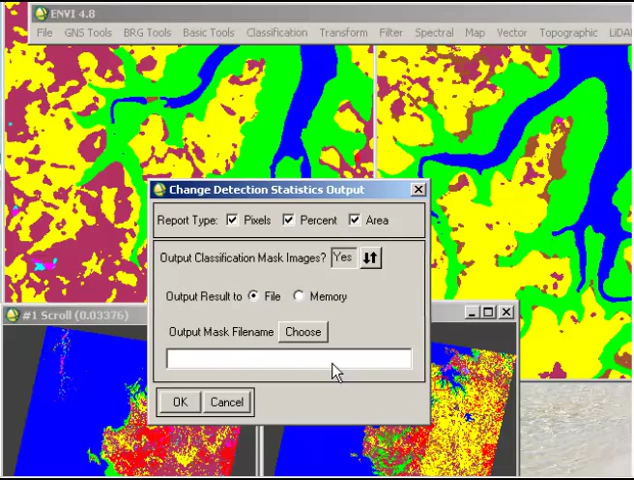 ENVI 4.8
File GNS Tools BRG Tools Basic Tools Classification Transform Filter Spectral Map Vector Topographic LiDA
Change Detection Statistics Output
Report Type: Pixels Percent Area
Output Classification Mask Images? Yes
Output Result to File Memory
Output Mask Filename Choose
OK Cancel
#1 Scroll (0.03376)